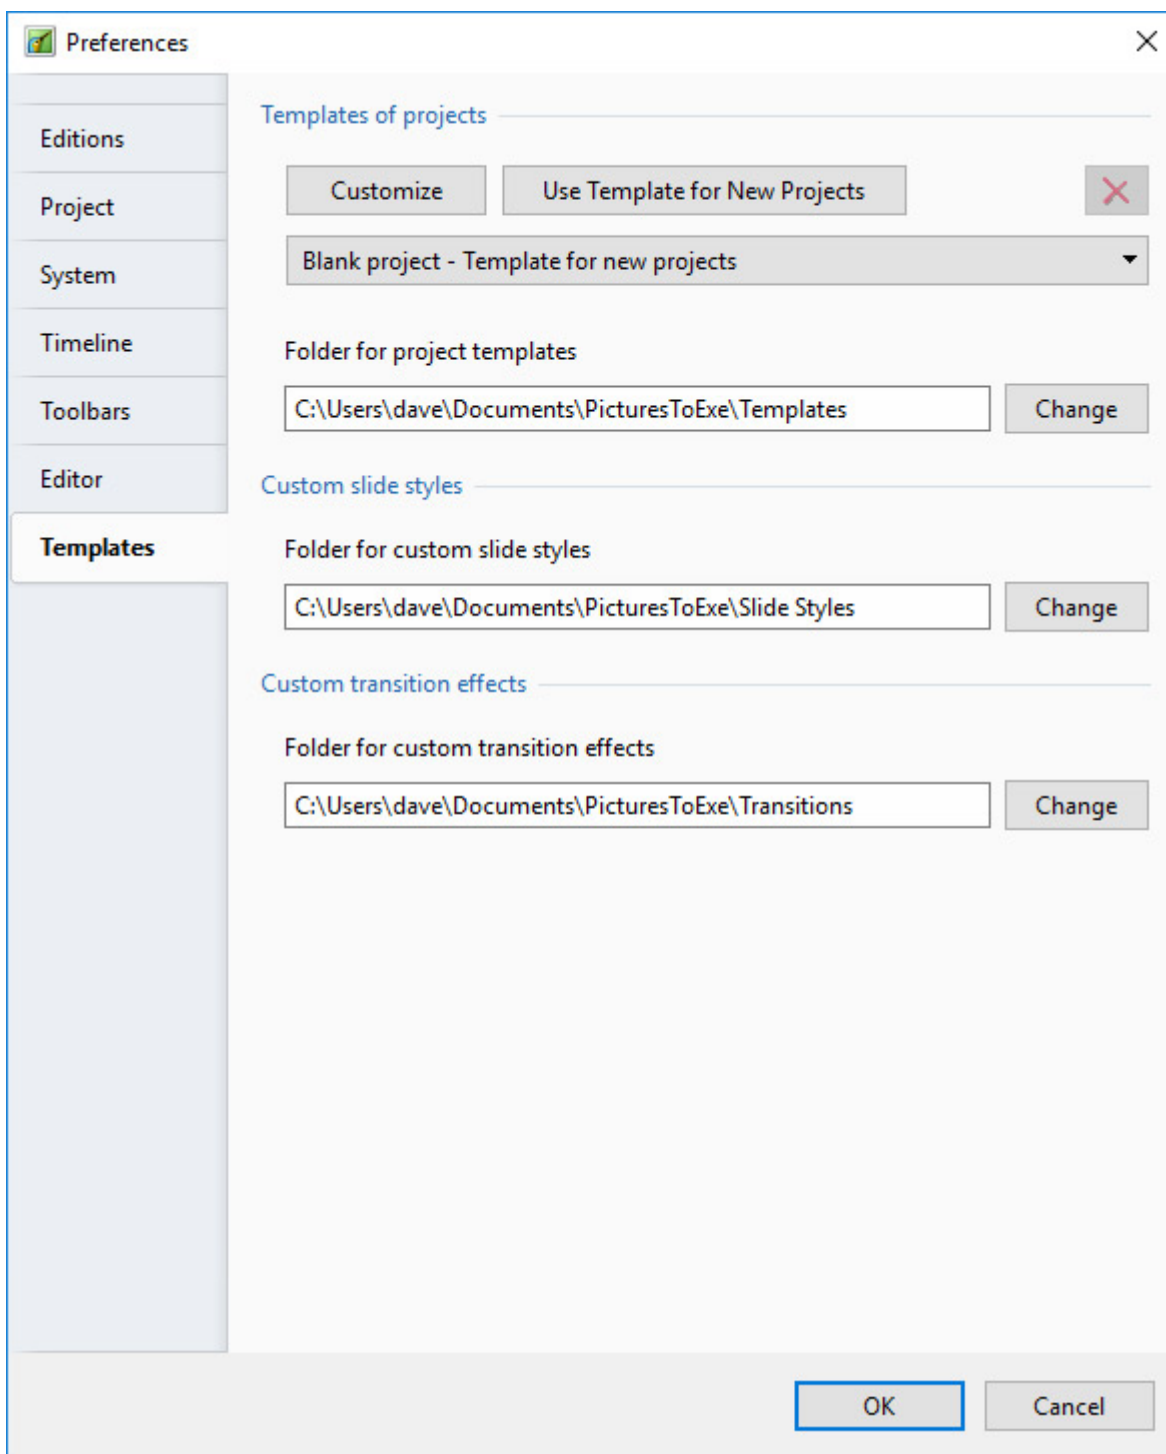 Preferences
Editions
Project
System
Timeline
Toolbars
Editor
Templates
Templates of projects
Customize Use Template for New Projects
Blank project - Template for new projects
Folder for project templates
C:\Users\dave\Documents\PicturesToExe\Templates Change
Custom slide styles
Folder for custom slide styles
C:\Users\dave\Documents\PicturesToExe\Slide Styles Change
Custom transition effects
Folder for custom transition effects
C:\Users\dave\Documents\PicturesToExe\Transitions Change
OK Cancel